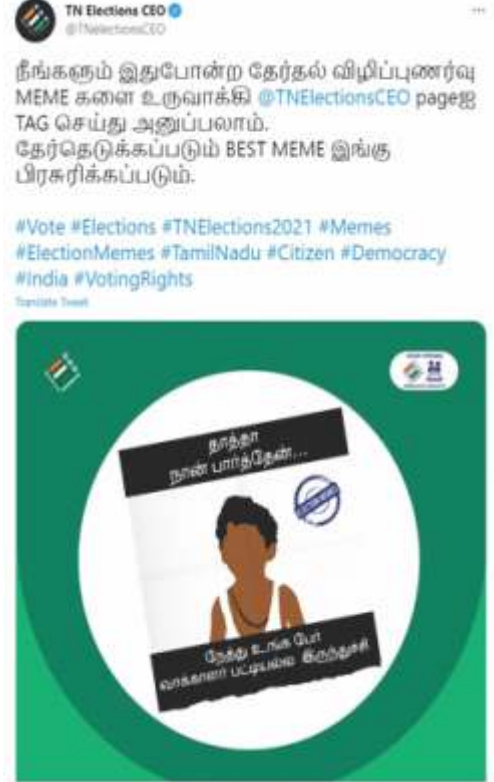 TN Elections CEO
@TNelectionsCEO
நீங்களும் இதுபோன்ற தேர்தல் விழிப்புணர்வு
MEME களை உருவாக்கி @TNElectionsCEO pageஐ
TAG செய்து அனுப்பலாம்.
தேர்தெடுக்கப்படும் BEST MEME இங்கு
பிரசுரிக்கப்படும்.
#Vote #Elections #TNElections2021 #Memes
#ElectionMemes #TamilNadu #Citizen #Democracy
#India #VotingRights
Translate Tweet
தாத்தா
நான் பார்த்தேன்...
நேத்து உங்க பேர்
வாக்காளர் பட்டியல்ல இருந்துச்சி